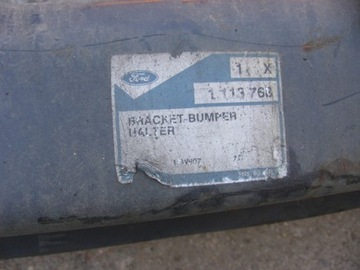 Ford
1 X
1 113 763
BRACKET-BUMPER
HALTER